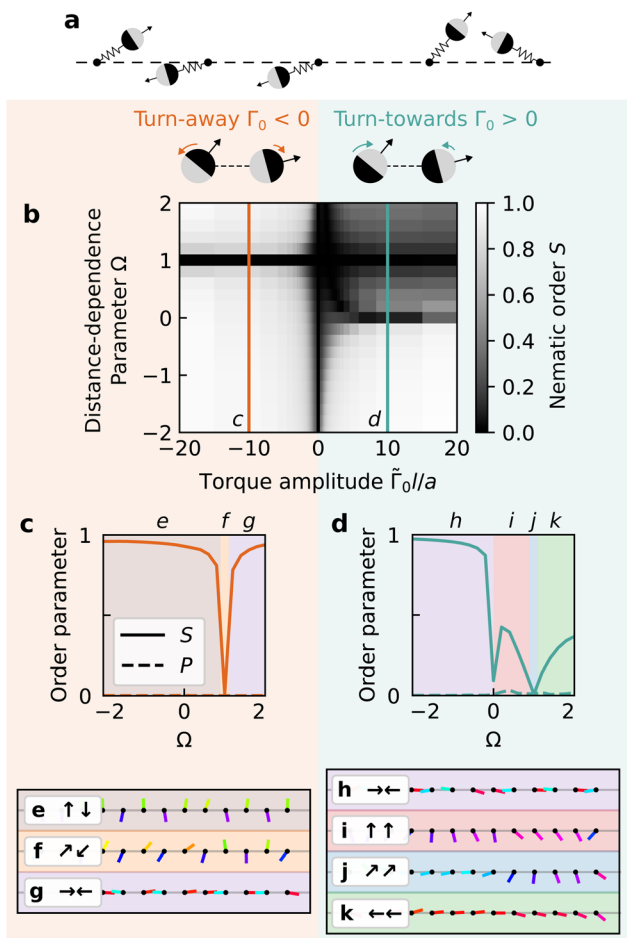 a
Turn-away Γ₀ < 0
Turn-towards Γ₀ > 0
b
Distance-dependence
Parameter Ω
2
1
0
−1
−2
c
d
−20
−10
0
10
20
Torque amplitude Γ̃₀l/a
1.0
0.8
0.6
0.4
0.2
0.0
Nematic order S
c
e
f
g
1
0
Order parameter
S
P
−2
0
2
Ω
d
h
i
j
k
1
0
Order parameter
−2
0
2
Ω
e ↑↓
f ↗↙
g →←
h →←
i ↑↑
j ↗↗
k ←←